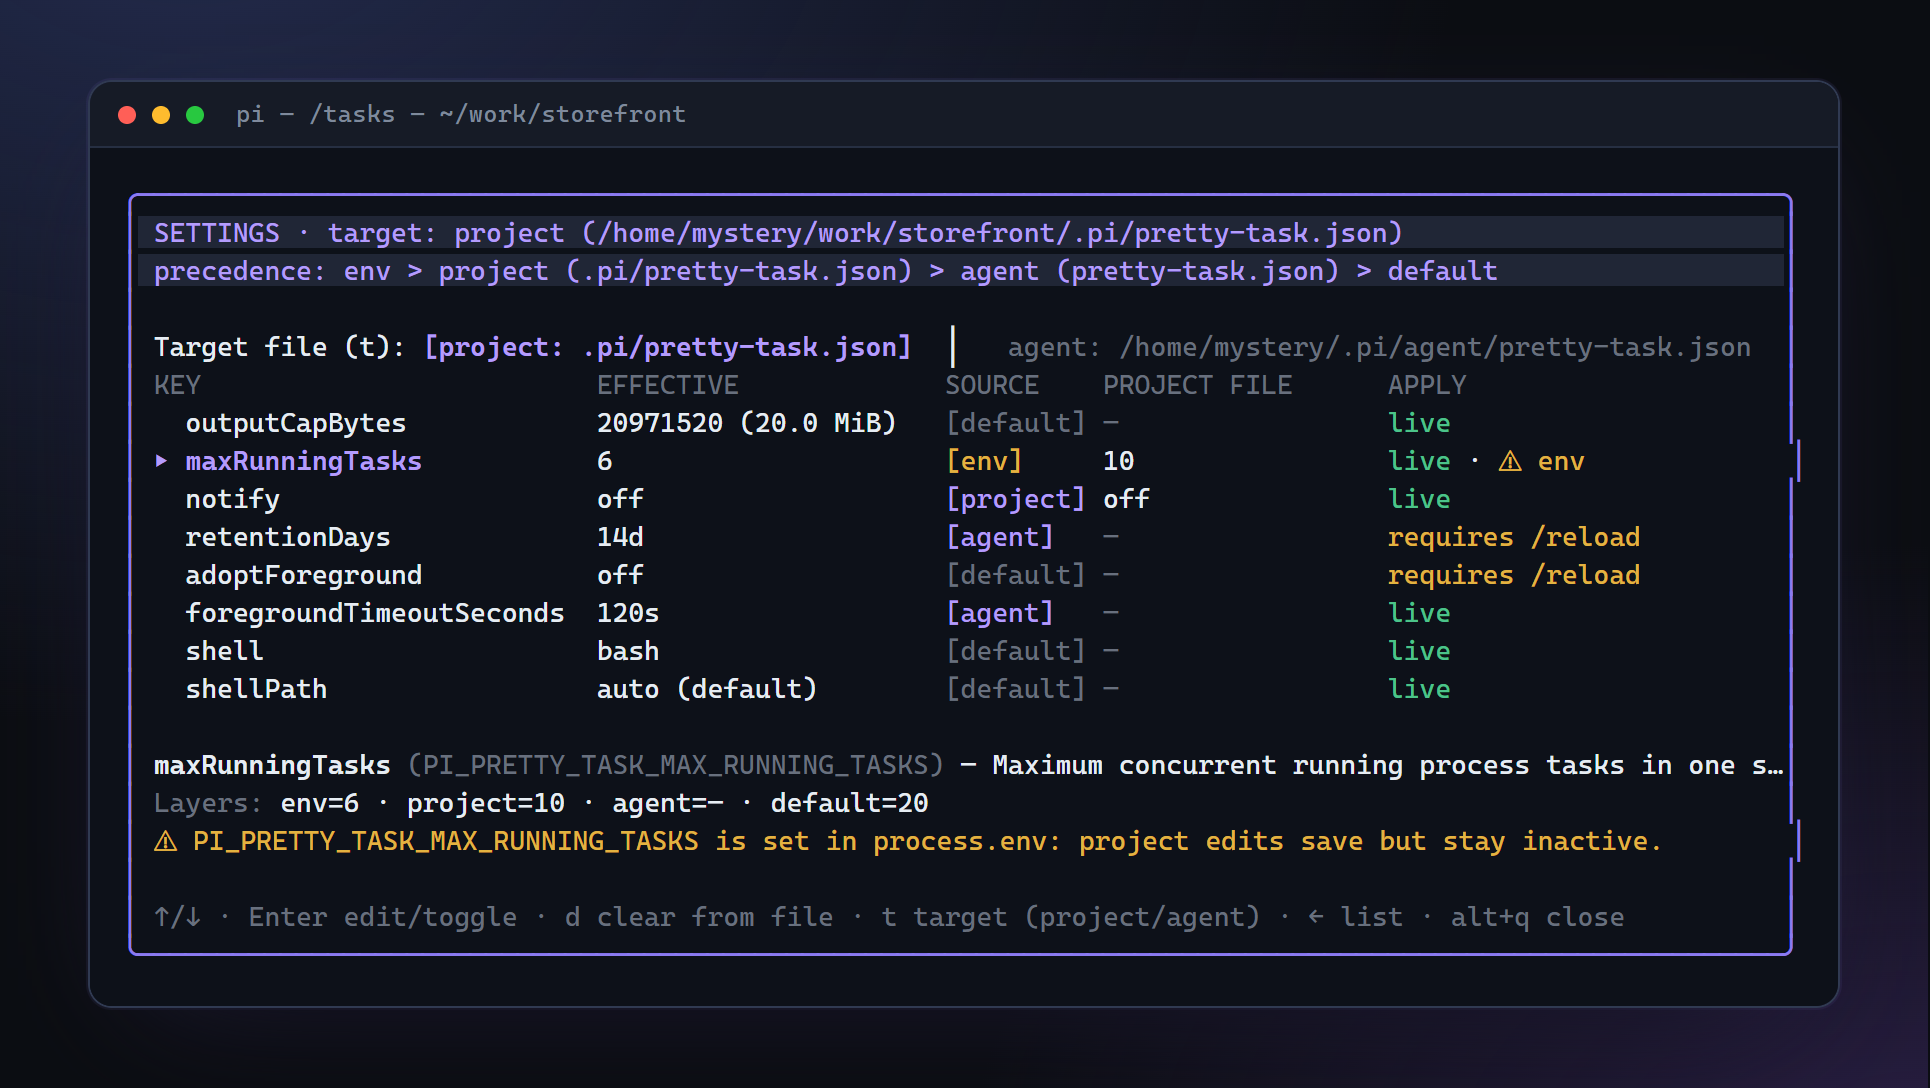 pi — /tasks — ~/work/storefront
SETTINGS · target: project (/home/mystery/work/storefront/.pi/pretty-task.json)
precedence: env > project (.pi/pretty-task.json) > agent (pretty-task.json) > default
Target file (t): [project: .pi/pretty-task.json] │ agent: /home/mystery/.pi/agent/pretty-task.json
KEY EFFECTIVE SOURCE PROJECT FILE APPLY
outputCapBytes 20971520 (20.0 MiB) [default] — live
▸ maxRunningTasks 6 [env] 10 live · ⚠ env
notify off [project] off live
retentionDays 14d [agent] — requires /reload
adoptForeground off [default] — requires /reload
foregroundTimeoutSeconds 120s [agent] — live
shell bash [default] — live
shellPath auto (default) [default] — live
maxRunningTasks (PI_PRETTY_TASK_MAX_RUNNING_TASKS) — Maximum concurrent running process tasks in one s…
Layers: env=6 · project=10 · agent=— · default=20
⚠ PI_PRETTY_TASK_MAX_RUNNING_TASKS is set in process.env: project edits save but stay inactive.
↑/↓ · Enter edit/toggle · d clear from file · t target (project/agent) · ← list · alt+q close